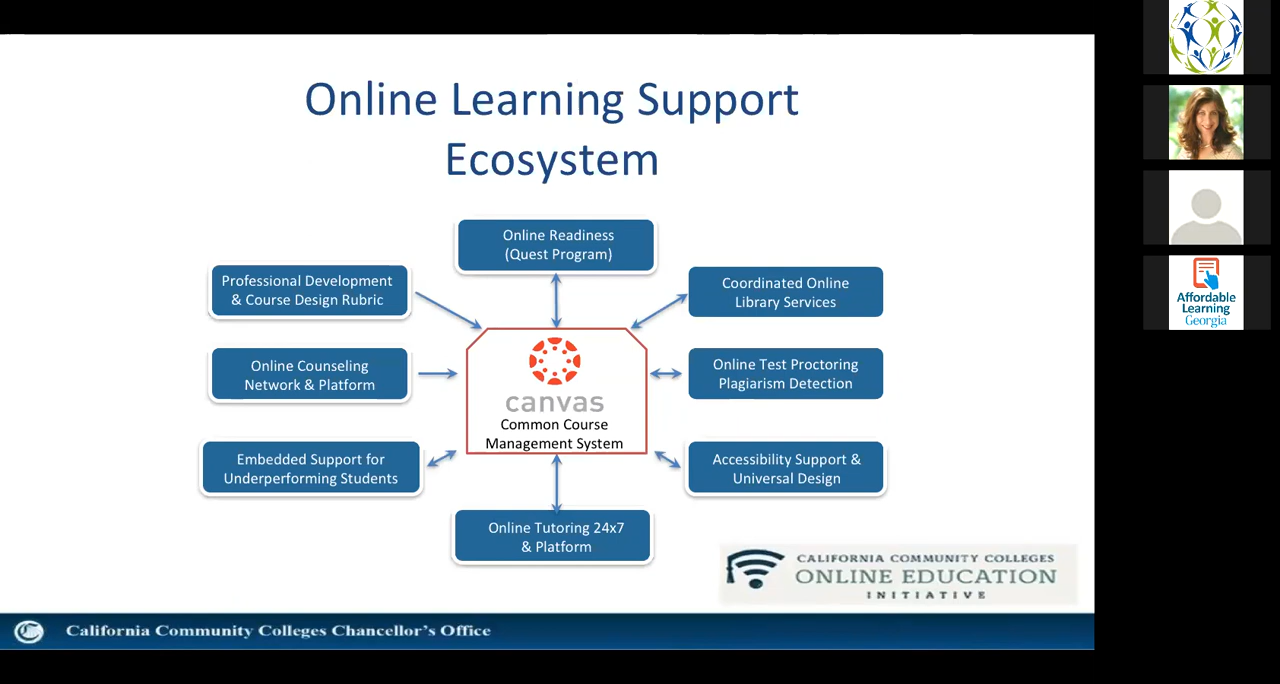 Online Learning Support
Ecosystem
Online Readiness
(Quest Program)
Professional Development
& Course Design Rubric
Coordinated Online
Library Services
Online Counseling
Network & Platform
canvas
Common Course
Management System
Online Test Proctoring
Plagiarism Detection
Embedded Support for
Underperforming Students
Accessibility Support &
Universal Design
Online Tutoring 24x7
& Platform
CALIFORNIA COMMUNITY COLLEGES
ONLINE EDUCATION
INITIATIVE
California Community Colleges Chancellor's Office
Affordable
Learning
Georgia